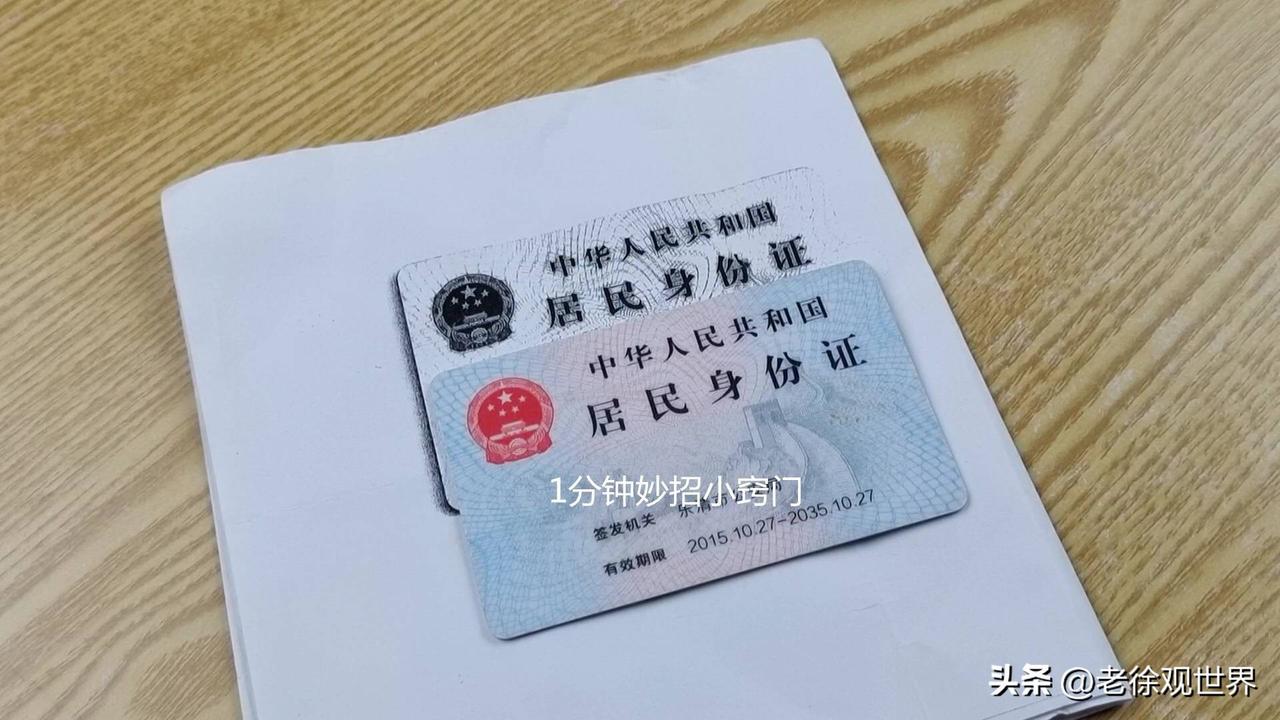 中华人民共和国
居民身份证
中华人民共和国
居民身份证
1分钟妙招小窍门
签发机关
有效期限 2015.10.27-2035.10.27
头条 @老徐观世界